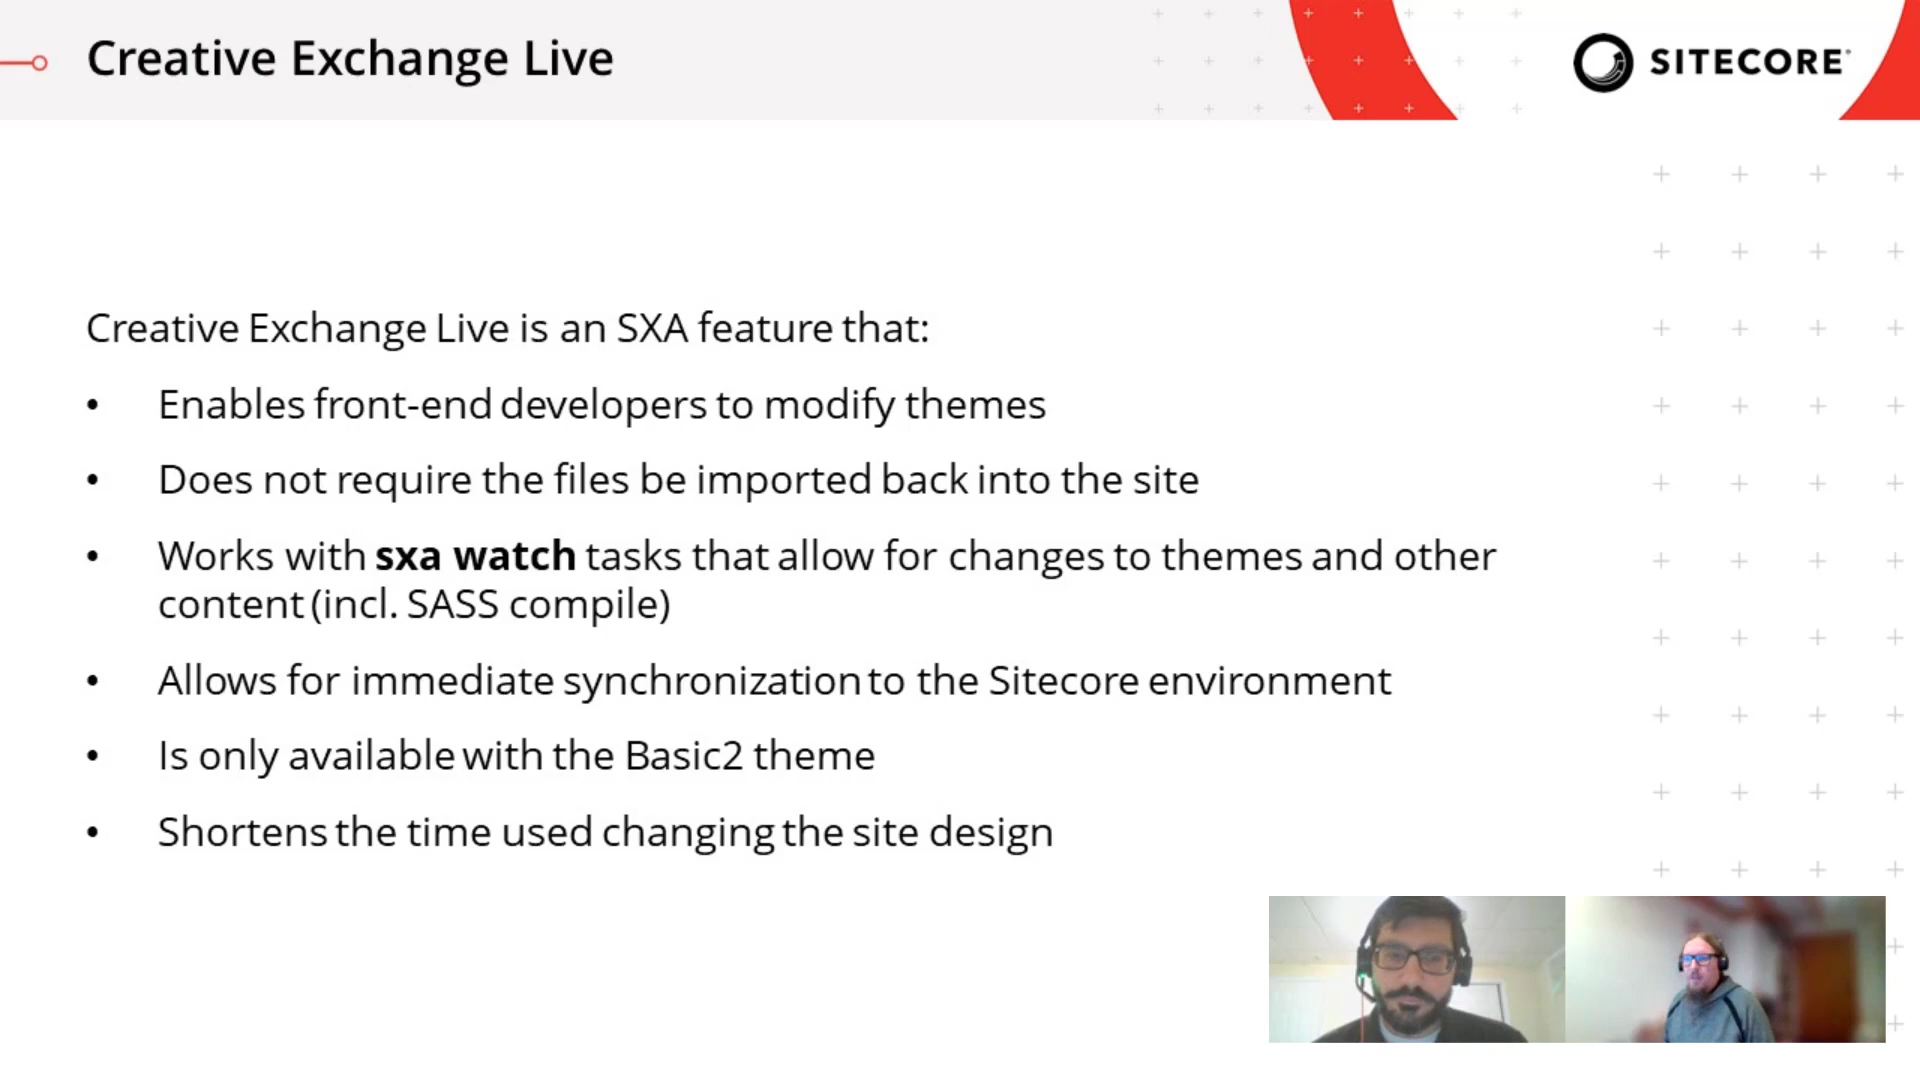 Creative Exchange Live
SITECORE
Creative Exchange Live is an SXA feature that:
• Enables front-end developers to modify themes
• Does not require the files be imported back into the site
• Works with sxa watch tasks that allow for changes to themes and other
content (incl. SASS compile)
• Allows for immediate synchronization to the Sitecore environment
• Is only available with the Basic2 theme
• Shortens the time used changing the site design